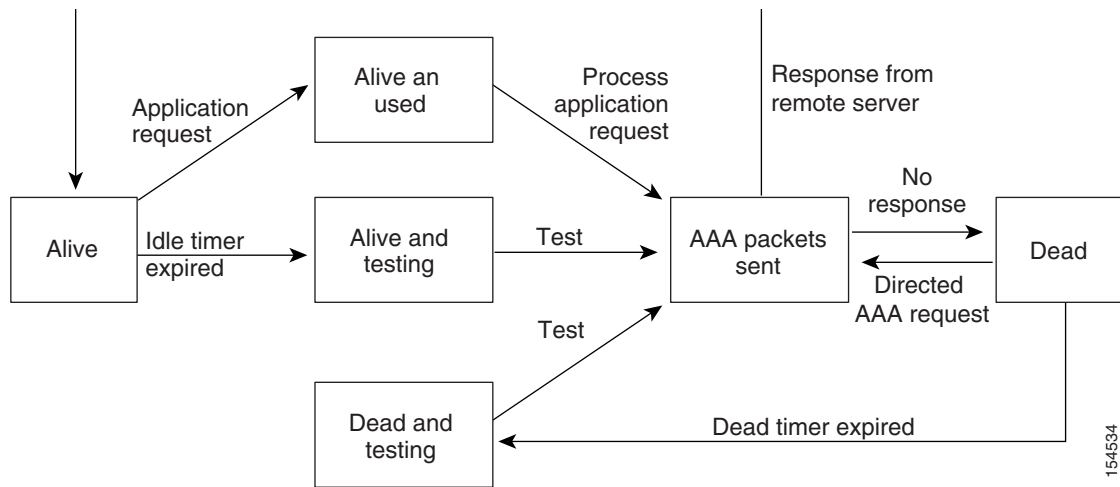 Alive an
used
Process
application
request
Response from
remote server
Application
request
No
response
Alive
Idle timer
expired
Alive and
testing
Test
AAA packets
sent
Dead
Directed
AAA request
Test
Dead and
testing
Dead timer expired
154534